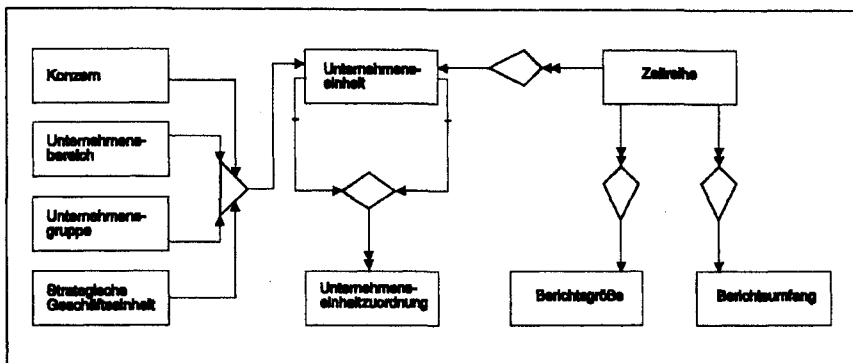 Konzern
Unternehmens-
bereich
Unternehmens-
gruppe
Strategische
Geschäftseinheit
Unternehmens-
einheit
Unternehmens-
einheitzuordnung
Zeitreihe
Berichtsgröße
Berichtsumfang